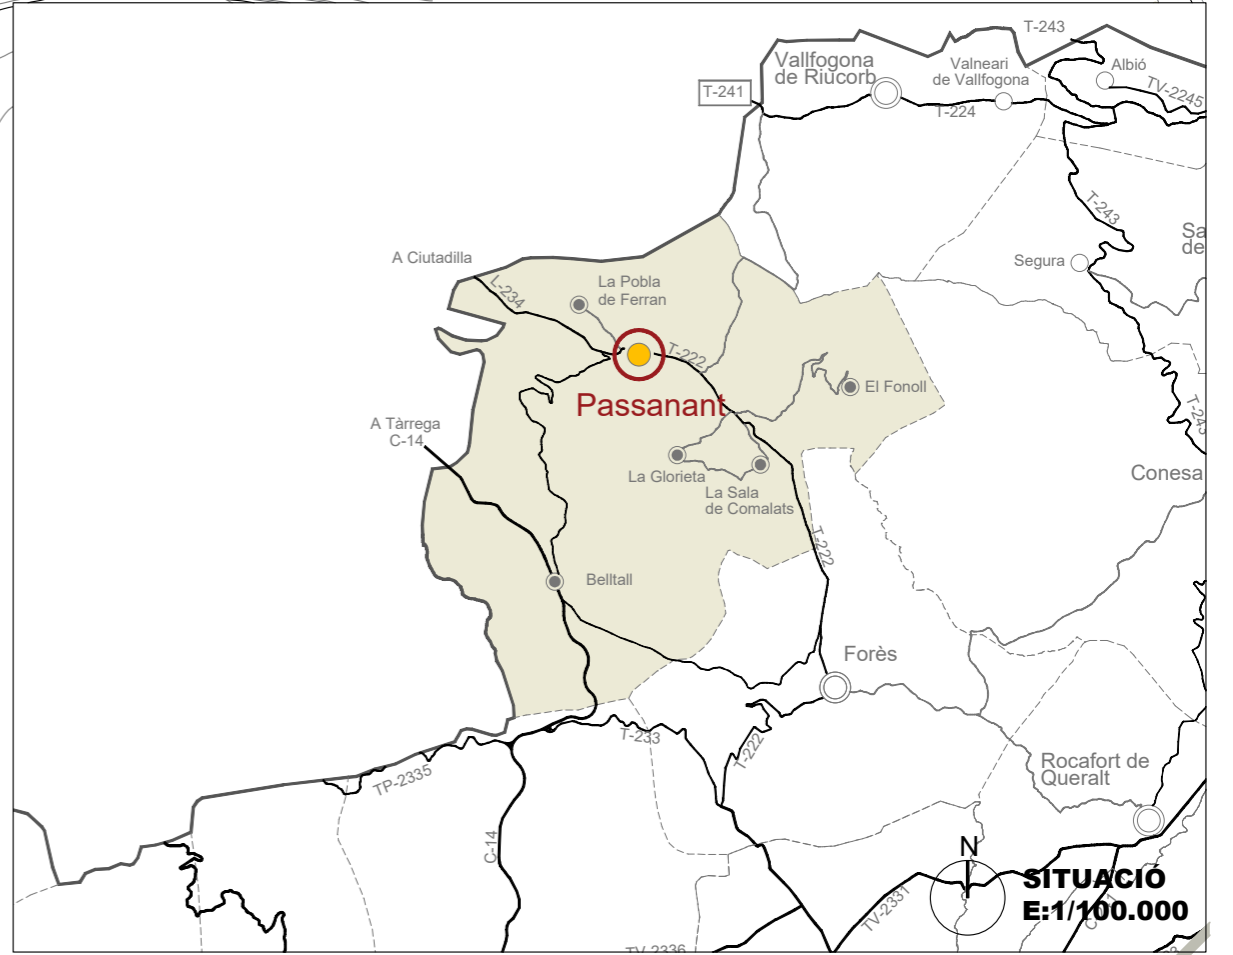 T-243
Vallfogona
de Riucorb
Valneari
de Vallfogona
Albió
T-241
TV-2245
T-224
T-243
Sa
de
A Ciutadilla
Segura
L-234
La Pobla
de Ferran
T-222
El Fonoll
Passanant
T-243
A Tàrrega
C-14
La Glorieta
Conesa
La Sala
de Comalats
T-222
Belltall
Forès
T-233
T-222
Rocafort de
Queralt
TP-2335
C-14
N
SITUACIÓ
E:1/100.000
TV-2331
TV-2336